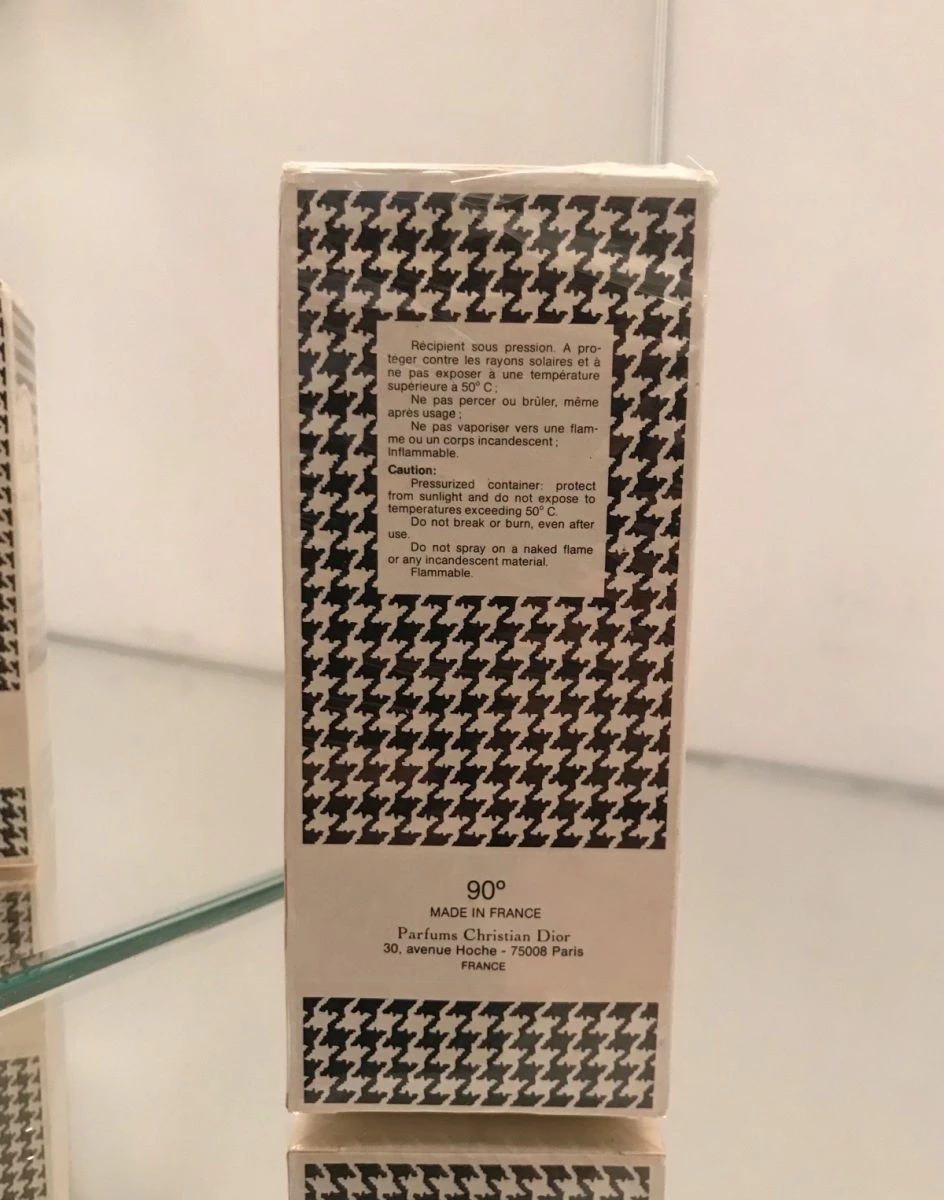 Récipient sous pression. A pro-
téger contre les rayons solaires et à
ne pas exposer à une température
supérieure à 50° C ;
Ne pas percer ou brûler, même
après usage ;
Ne pas vaporiser vers une flam-
me ou un corps incandescent ;
Inflammable.
Caution:
Pressurized container: protect
from sunlight and do not expose to
temperatures exceeding 50° C.
Do not break or burn, even after
use.
Do not spray on a naked flame
or any incandescent material.
Flammable.
90°
MADE IN FRANCE
Parfums Christian Dior
30, avenue Hoche - 75008 Paris
FRANCE